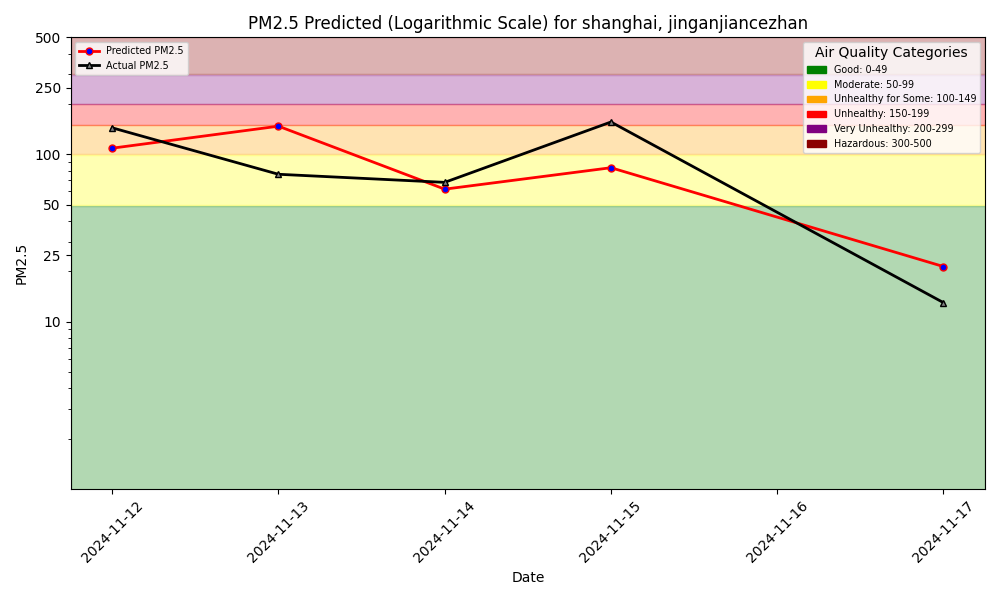 PM2.5 Predicted (Logarithmic Scale) for shanghai, jinganjiancezhan
Predicted PM2.5
Actual PM2.5
Air Quality Categories
Good: 0-49
Moderate: 50-99
Unhealthy for Some: 100-149
Unhealthy: 150-199
Very Unhealthy: 200-299
Hazardous: 300-500
500
250
100
50
25
10
PM2.5
2024-11-12
2024-11-13
2024-11-14
2024-11-15
2024-11-16
2024-11-17
Date